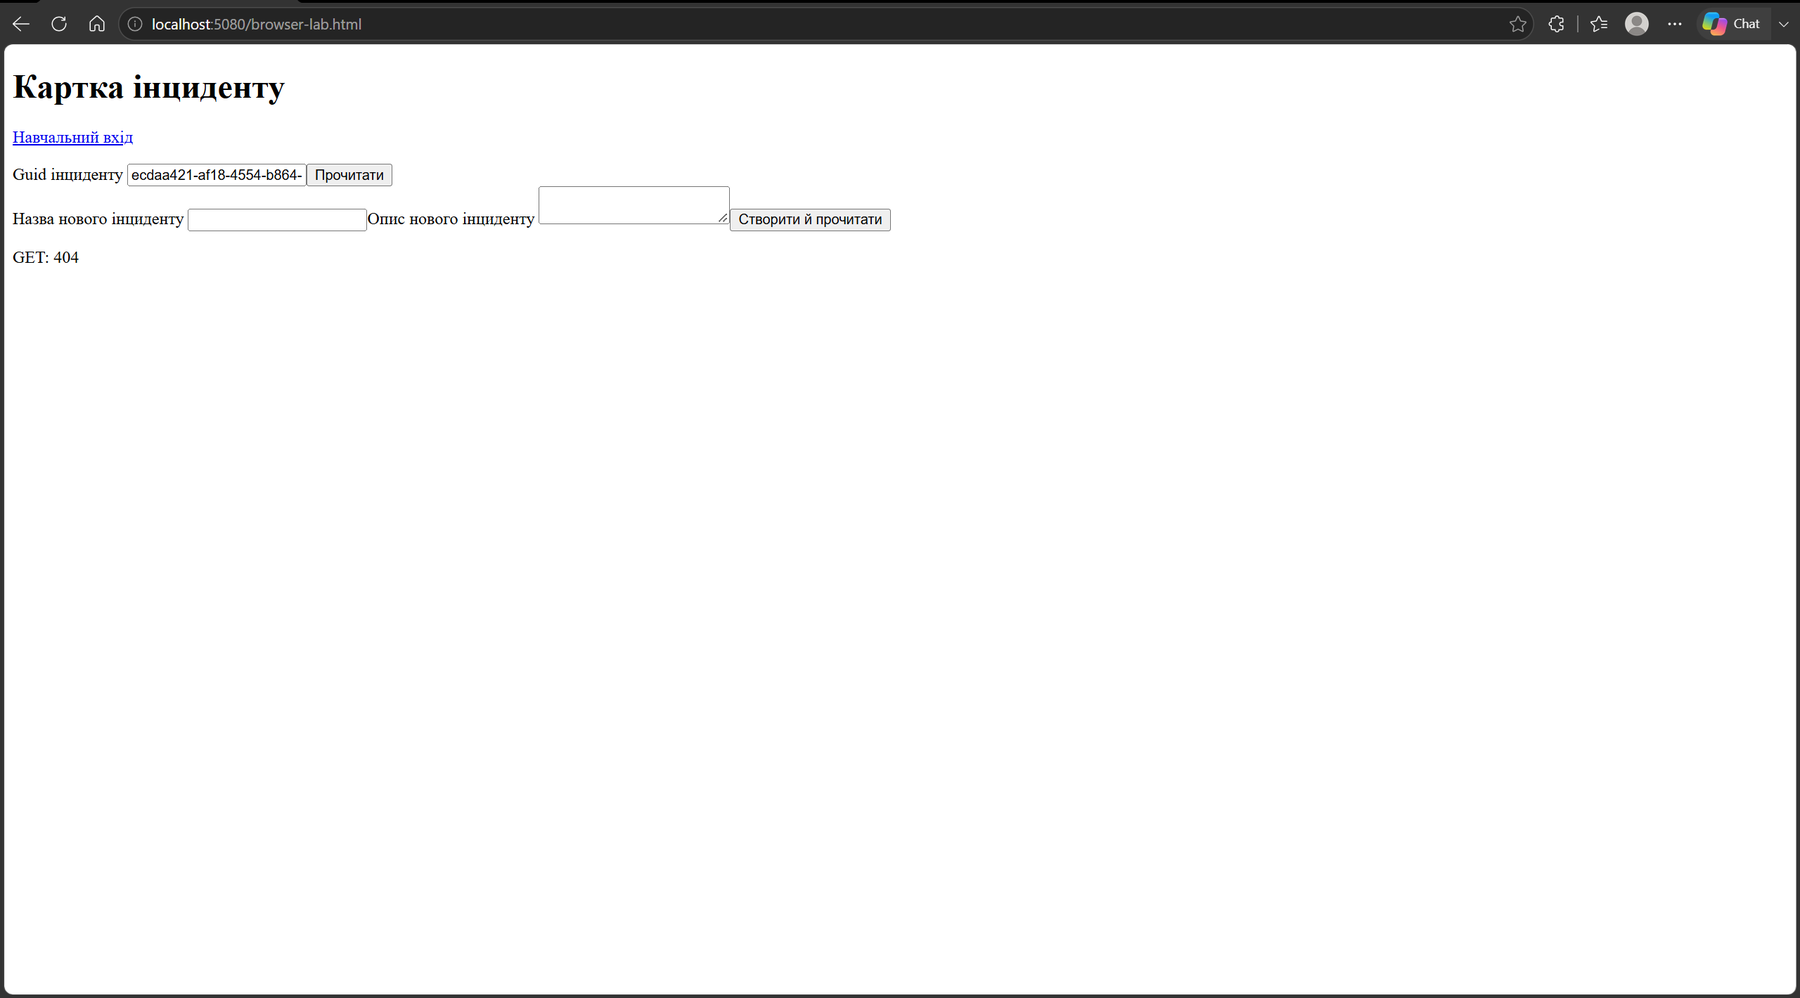 localhost:5080/browser-lab.html
Chat
Картка інциденту
Навчальний вхід
Guid інциденту ecdaa421-af18-4554-b864- Прочитати
Назва нового інциденту Опис нового інциденту Створити й прочитати
GET: 404